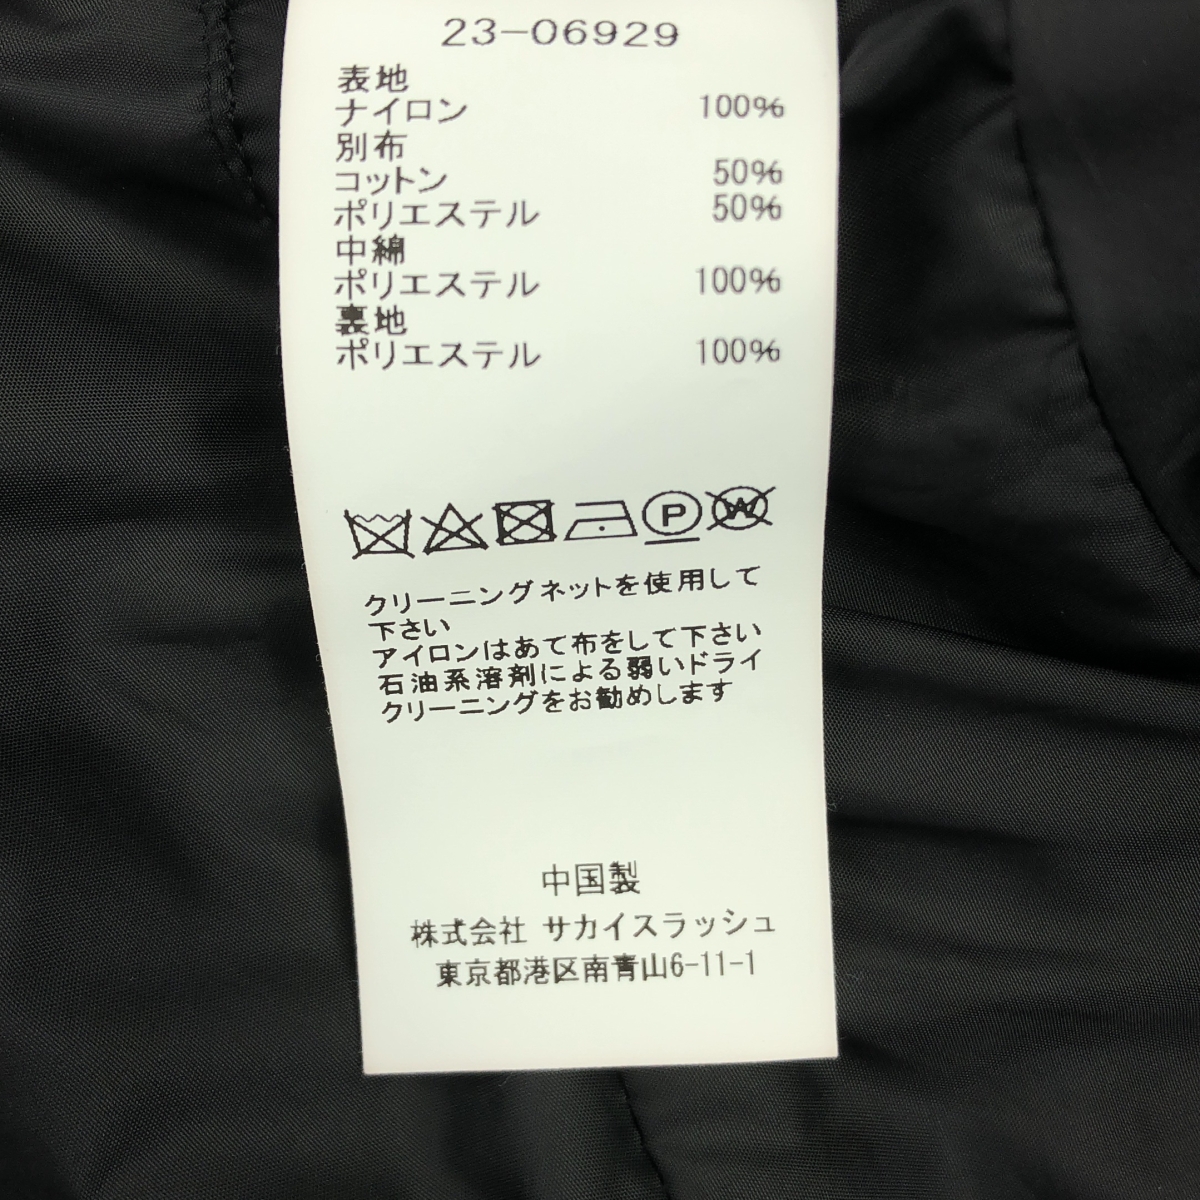 23-06929
表地
ナイロン 100%
別布
コットン 50%
ポリエステル 50%
中綿
ポリエステル 100%
裏地
ポリエステル 100%
P W
クリーニングネットを使用して
下さい
アイロンはあて布をして下さい
石油系溶剤による弱いドライ
クリーニングをお勧めします
中国製
株式会社 サカイスラッシュ
東京都港区南青山6-11-1